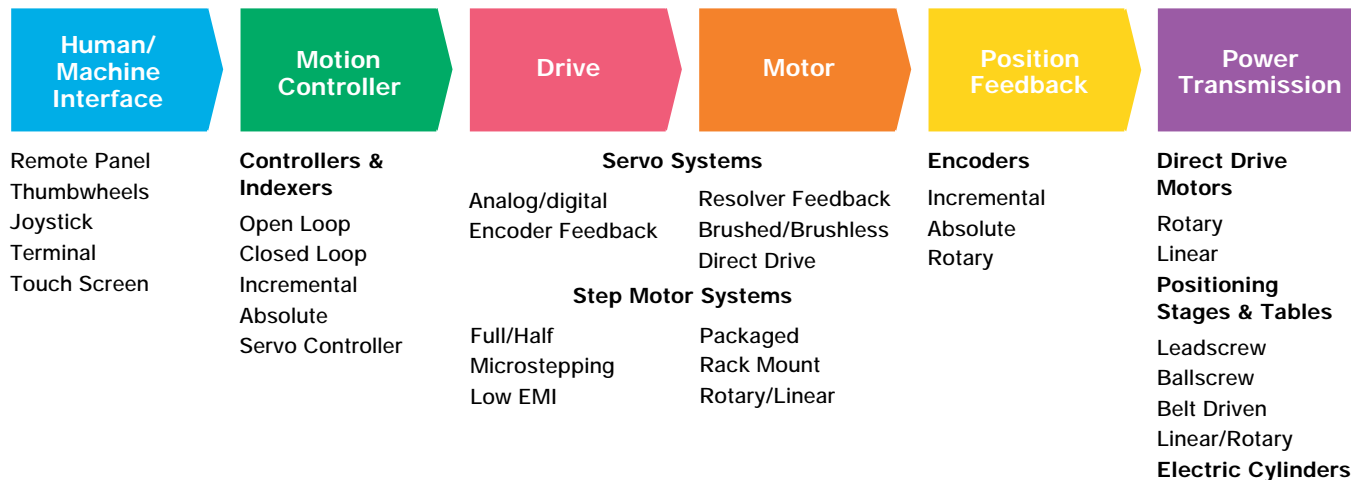 Human/
Machine
Interface
Motion
Controller
Drive
Motor
Position
Feedback
Power
Transmission
Remote Panel
Thumbwheels
Joystick
Terminal
Touch Screen
Controllers &
Indexers
Open Loop
Closed Loop
Incremental
Absolute
Servo Controller
Servo Systems
Analog/digital
Encoder Feedback
Resolver Feedback
Brushed/Brushless
Direct Drive
Step Motor Systems
Full/Half
Microstepping
Low EMI
Packaged
Rack Mount
Rotary/Linear
Encoders
Incremental
Absolute
Rotary
Direct Drive
Motors
Rotary
Linear
Positioning
Stages & Tables
Leadscrew
Ballscrew
Belt Driven
Linear/Rotary
Electric Cylinders